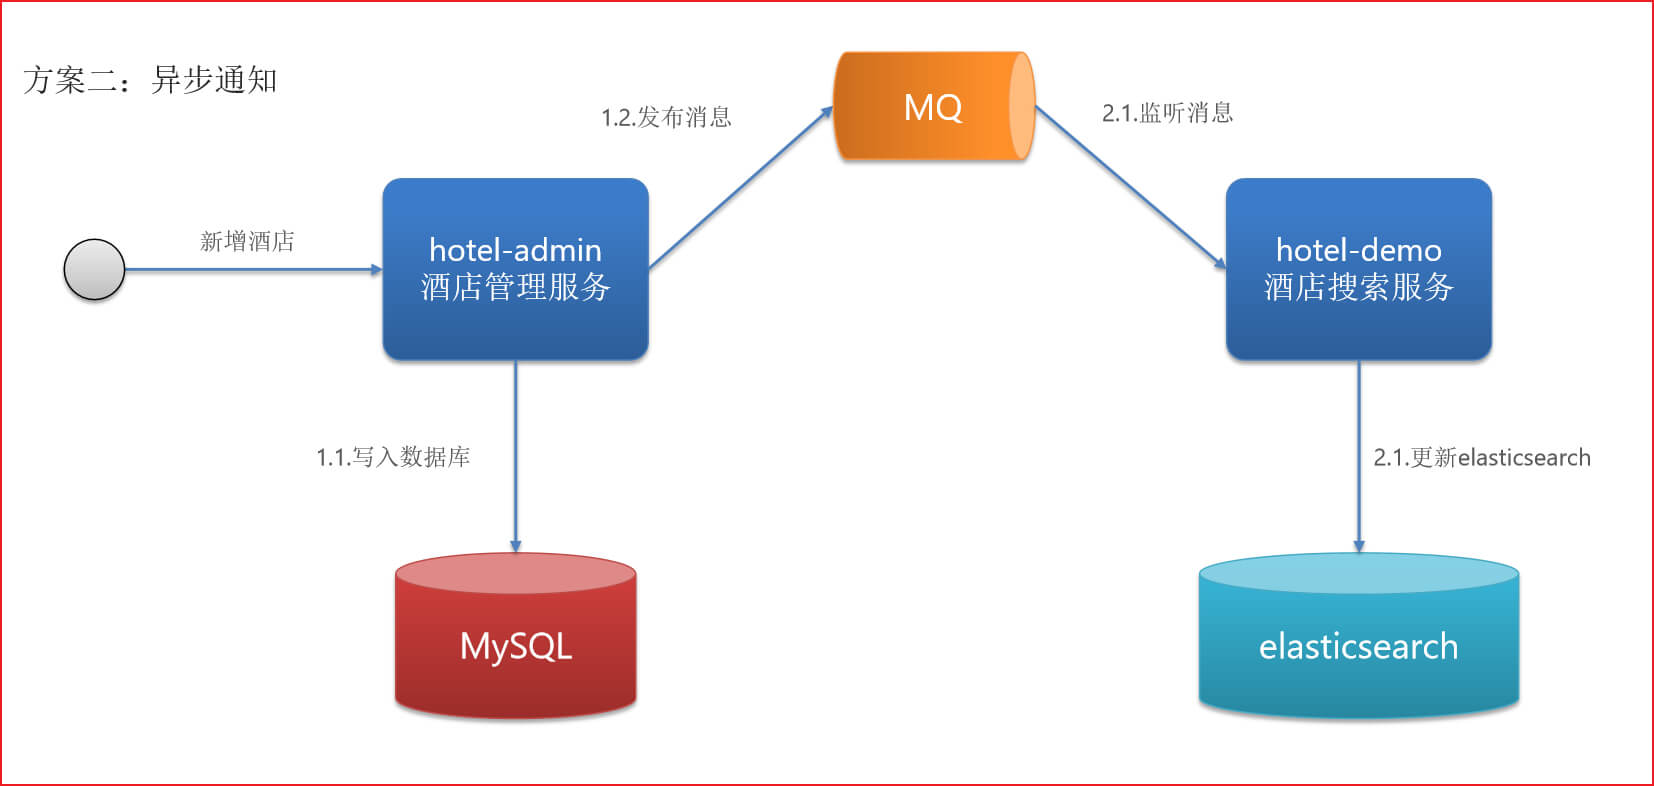 方案二：异步通知
MQ
1.2.发布消息
2.1.监听消息
新增酒店
hotel-admin
酒店管理服务
hotel-demo
酒店搜索服务
1.1.写入数据库
2.1.更新elasticsearch
MySQL
elasticsearch